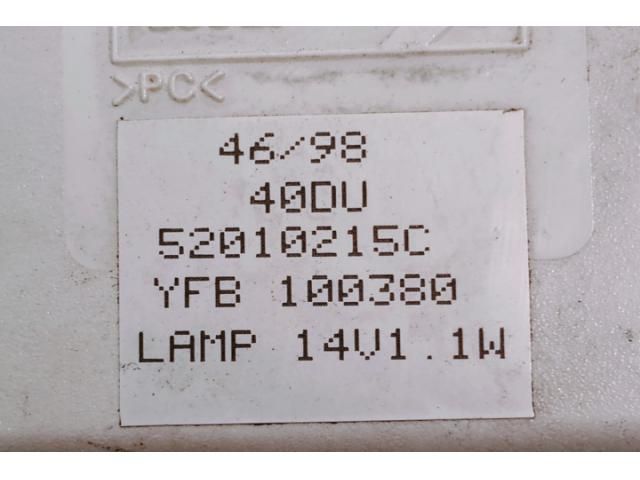 >PC<
46/98
40DU
52010215C
YFB 100380
LAMP 14V1.1W